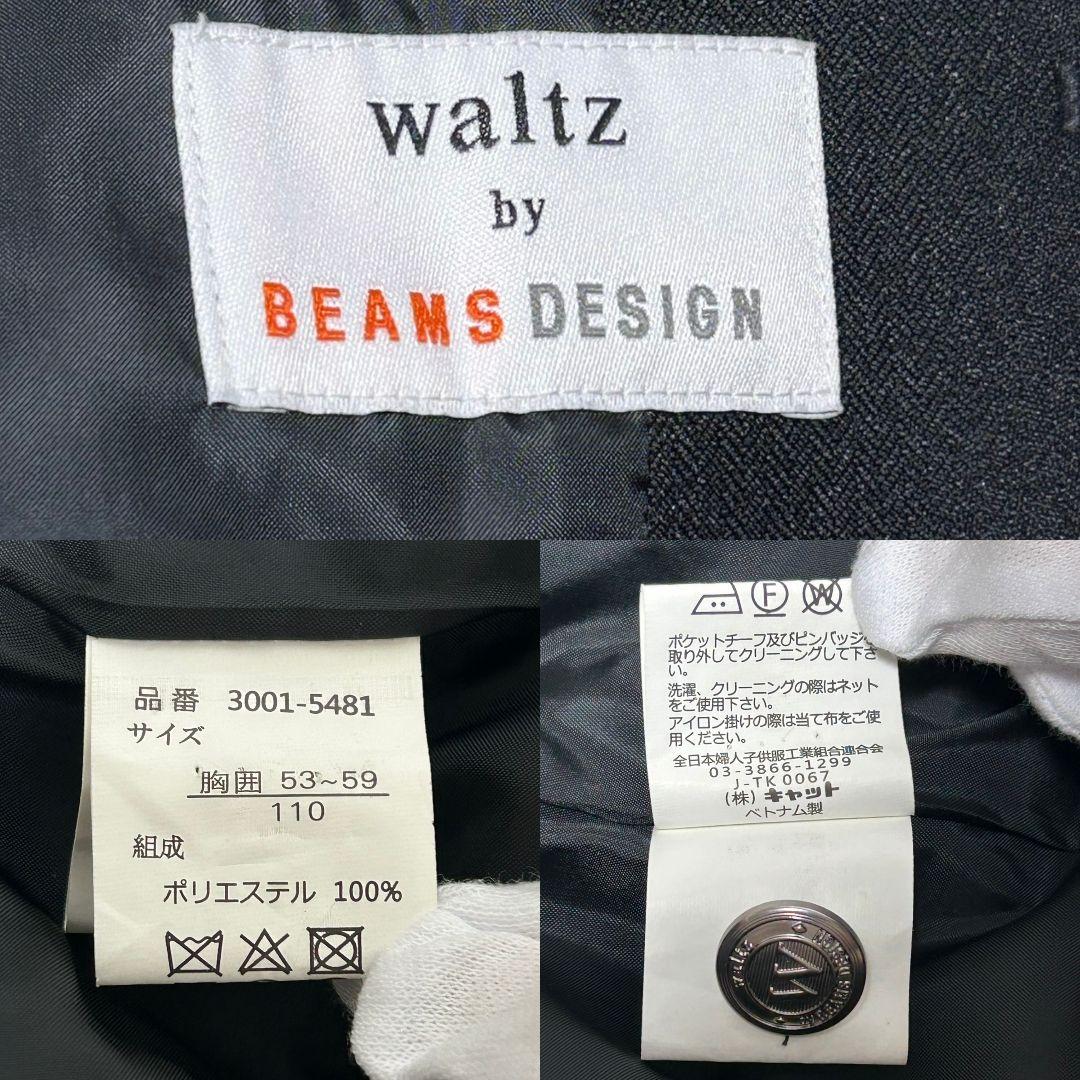 waltz
by
BEAMS DESIGN
品番 3001-5481
サイズ
胸囲 53~59
110
組成
ポリエステル 100%
F
W
ポケットチーフ及びピンバッジ
取り外してクリーニングして下さ
い。
洗濯、クリーニングの際はネット
をご使用下さい。
アイロン掛けの際は当て布をご使
用ください。
全日本婦人子供服工業組合連合会
03-3866-1299
J-TK0067
(株)キャット
ベトナム製
waltz